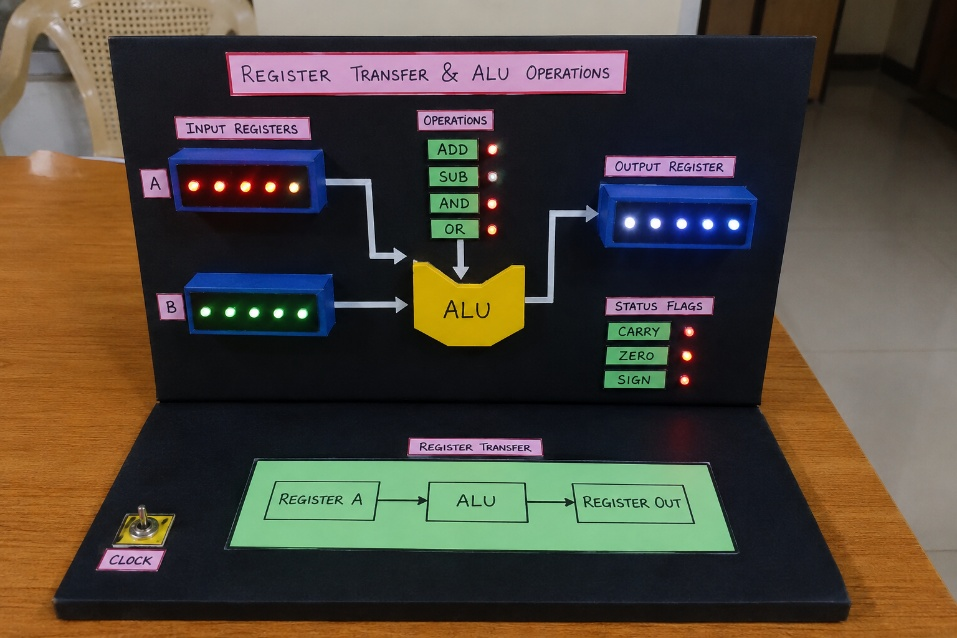 REGISTER TRANSFER & ALU OPERATIONS
OPERATIONS
INPUT REGISTERS
ADD
A
SUB
OUTPUT REGISTER
AND
OR
B
ALU
STATUS FLAGS
CARRY
ZERO
SIGN
REGISTER TRANSFER
REGISTER A
ALU
REGISTER OUT
CLOCK